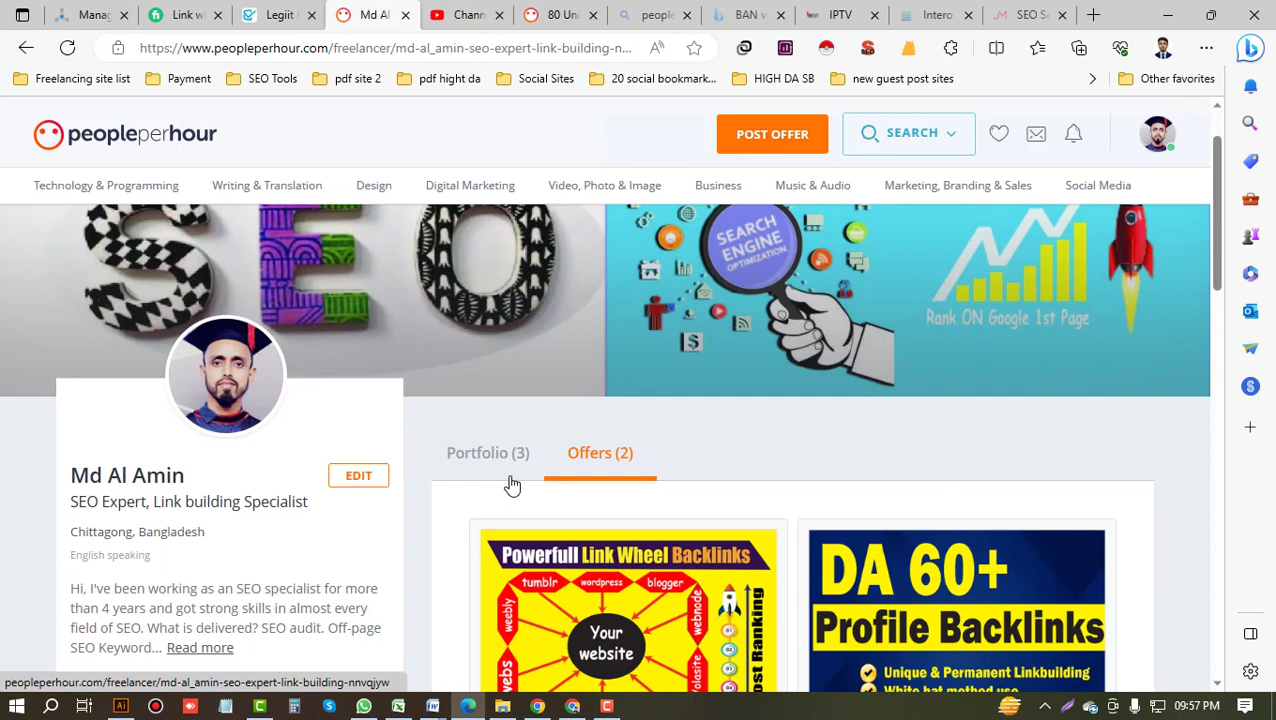 Manag
Link w
Legiit
Md Al
Chann
80 Uni
people
BAN v
IPTV
Intero
SEO S
https://www.peopleperhour.com/freelancer/md-al_amin-seo-expert-link-building-n...
Freelancing site list
Payment
SEO Tools
pdf site 2
pdf hight da
Social Sites
20 social bookmark...
HIGH DA SB
new guest post sites
Other favorites
peopleperhour
POST OFFER
SEARCH
Technology & Programming
Writing & Translation
Design
Digital Marketing
Video, Photo & Image
Business
Music & Audio
Marketing, Branding & Sales
Social Media
SEO
SEARCH
ENGINE
OPTIMIZATION
Rank ON Google 1st Page
Portfolio (3)
Offers (2)
Md Al Amin
EDIT
SEO Expert, Link building Specialist
Chittagong, Bangladesh
English speaking
Hi, I've been working as an SEO specialist for more
than 4 years and got strong skills in almost every
field of SEO. What is delivered? SEO audit. Off-page
SEO Keyword... Read more
Powerfull Link Wheel Backlinks
tumblr
wordpress
blogger
weebly
webnode
Your
website
DA 60+
Profile Backlinks
Unique & Permanent Linkbuilding
White hat method use
peopleperhour.com/freelancer/md-al_amin-seo-expert-link-building-nnvqjyw
09:57 PM